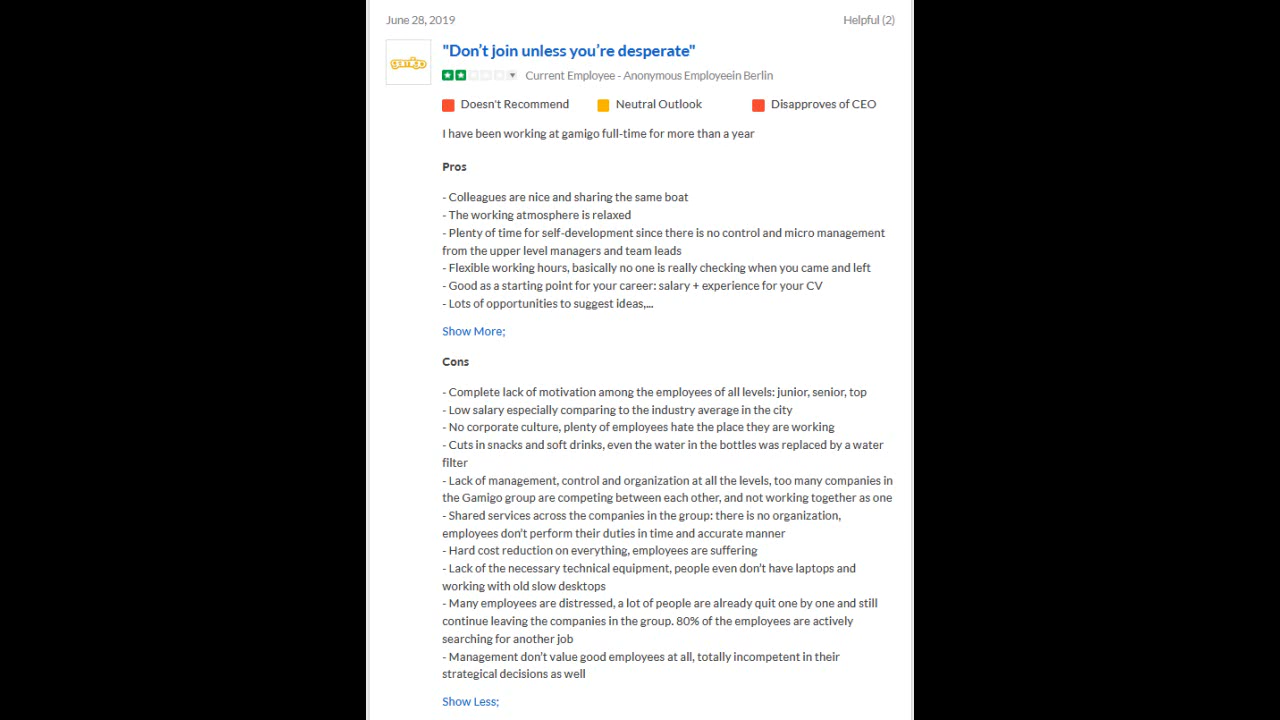 June 28, 2019 Helpful (2)
"Don't join unless you're desperate"
gamigo
Current Employee - Anonymous Employeein Berlin
Doesn't Recommend Neutral Outlook Disapproves of CEO
I have been working at gamigo full-time for more than a year
Pros
- Colleagues are nice and sharing the same boat
- The working atmosphere is relaxed
- Plenty of time for self-development since there is no control and micro management
from the upper level managers and team leads
- Flexible working hours, basically no one is really checking when you came and left
- Good as a starting point for your career: salary + experience for your CV
- Lots of opportunities to suggest ideas,...
Show More;
Cons
- Complete lack of motivation among the employees of all levels: junior, senior, top
- Low salary especially comparing to the industry average in the city
- No corporate culture, plenty of employees hate the place they are working
- Cuts in snacks and soft drinks, even the water in the bottles was replaced by a water
filter
- Lack of management, control and organization at all the levels, too many companies in
the Gamigo group are competing between each other, and not working together as one
- Shared services across the companies in the group: there is no organization,
employees don't perform their duties in time and accurate manner
- Hard cost reduction on everything, employees are suffering
- Lack of the necessary technical equipment, people even don't have laptops and
working with old slow desktops
- Many employees are distressed, a lot of people are already quit one by one and still
continue leaving the companies in the group. 80% of the employees are actively
searching for another job
- Management don't value good employees at all, totally incompetent in their
strategical decisions as well
Show Less;